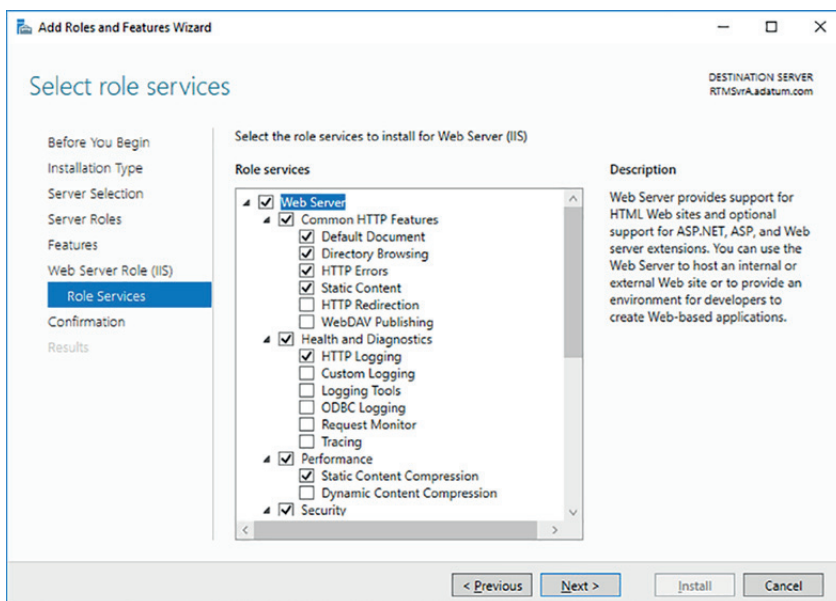 Add Roles and Features Wizard
Select role services
DESTINATION SERVER
RTMSvrA.adatum.com
Before You Begin
Installation Type
Server Selection
Server Roles
Features
Web Server Role (IIS)
Role Services
Confirmation
Results
Select the role services to install for Web Server (IIS)
Role services
Web Server
Common HTTP Features
Default Document
Directory Browsing
HTTP Errors
Static Content
HTTP Redirection
WebDAV Publishing
Health and Diagnostics
HTTP Logging
Custom Logging
Logging Tools
ODBC Logging
Request Monitor
Tracing
Performance
Static Content Compression
Dynamic Content Compression
Security
Description
Web Server provides support for
HTML Web sites and optional
support for ASP.NET, ASP, and Web
server extensions. You can use the
Web Server to host an internal or
external Web site or to provide an
environment for developers to
create Web-based applications.
< Previous
Next >
Install
Cancel